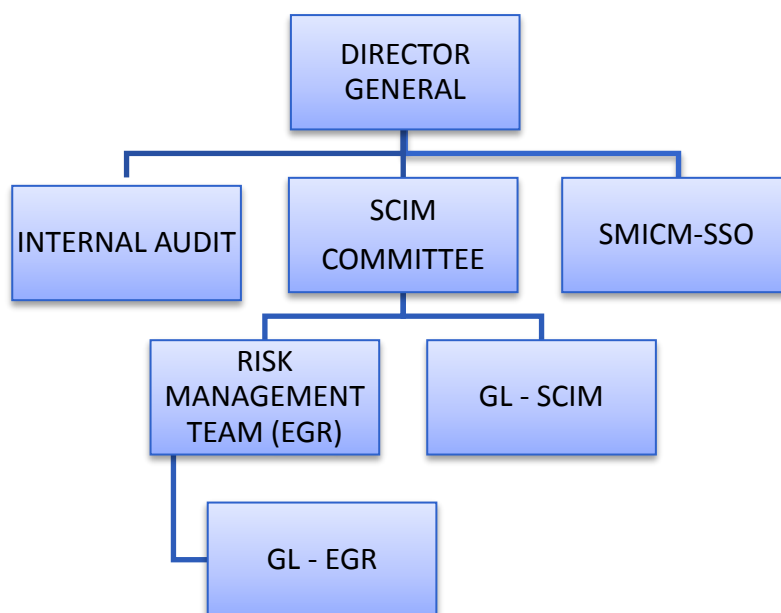 DIRECTOR
GENERAL
INTERNAL AUDIT
SCIM
COMMITTEE
SMICM-SSO
RISK
MANAGEMENT
TEAM (EGR)
GL - SCIM
GL - EGR